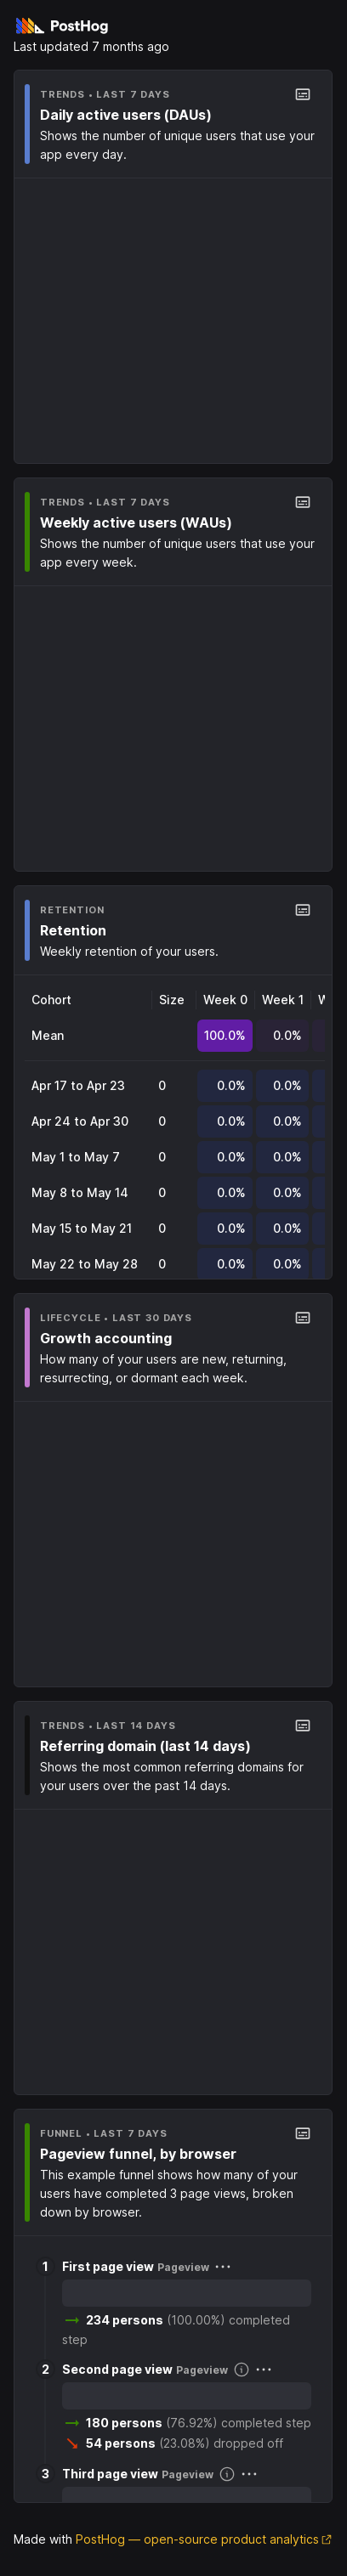 PostHog
Last updated 7 months ago
TRENDS • LAST 7 DAYS
Daily active users (DAUs)
Shows the number of unique users that use your
app every day.
TRENDS • LAST 7 DAYS
Weekly active users (WAUs)
Shows the number of unique users that use your
app every week.
RETENTION
Retention
Weekly retention of your users.
Cohort Size Week 0 Week 1 W
Mean 100.0% 0.0%
Apr 17 to Apr 23 0 0.0% 0.0%
Apr 24 to Apr 30 0 0.0% 0.0%
May 1 to May 7 0 0.0% 0.0%
May 8 to May 14 0 0.0% 0.0%
May 15 to May 21 0 0.0% 0.0%
May 22 to May 28 0 0.0% 0.0%
LIFECYCLE • LAST 30 DAYS
Growth accounting
How many of your users are new, returning,
resurrecting, or dormant each week.
TRENDS • LAST 14 DAYS
Referring domain (last 14 days)
Shows the most common referring domains for
your users over the past 14 days.
FUNNEL • LAST 7 DAYS
Pageview funnel, by browser
This example funnel shows how many of your
users have completed 3 page views, broken
down by browser.
1 First page view Pageview
234 persons (100.00%) completed
step
2 Second page view Pageview
180 persons (76.92%) completed step
54 persons (23.08%) dropped off
3 Third page view Pageview
Made with PostHog — open-source product analytics